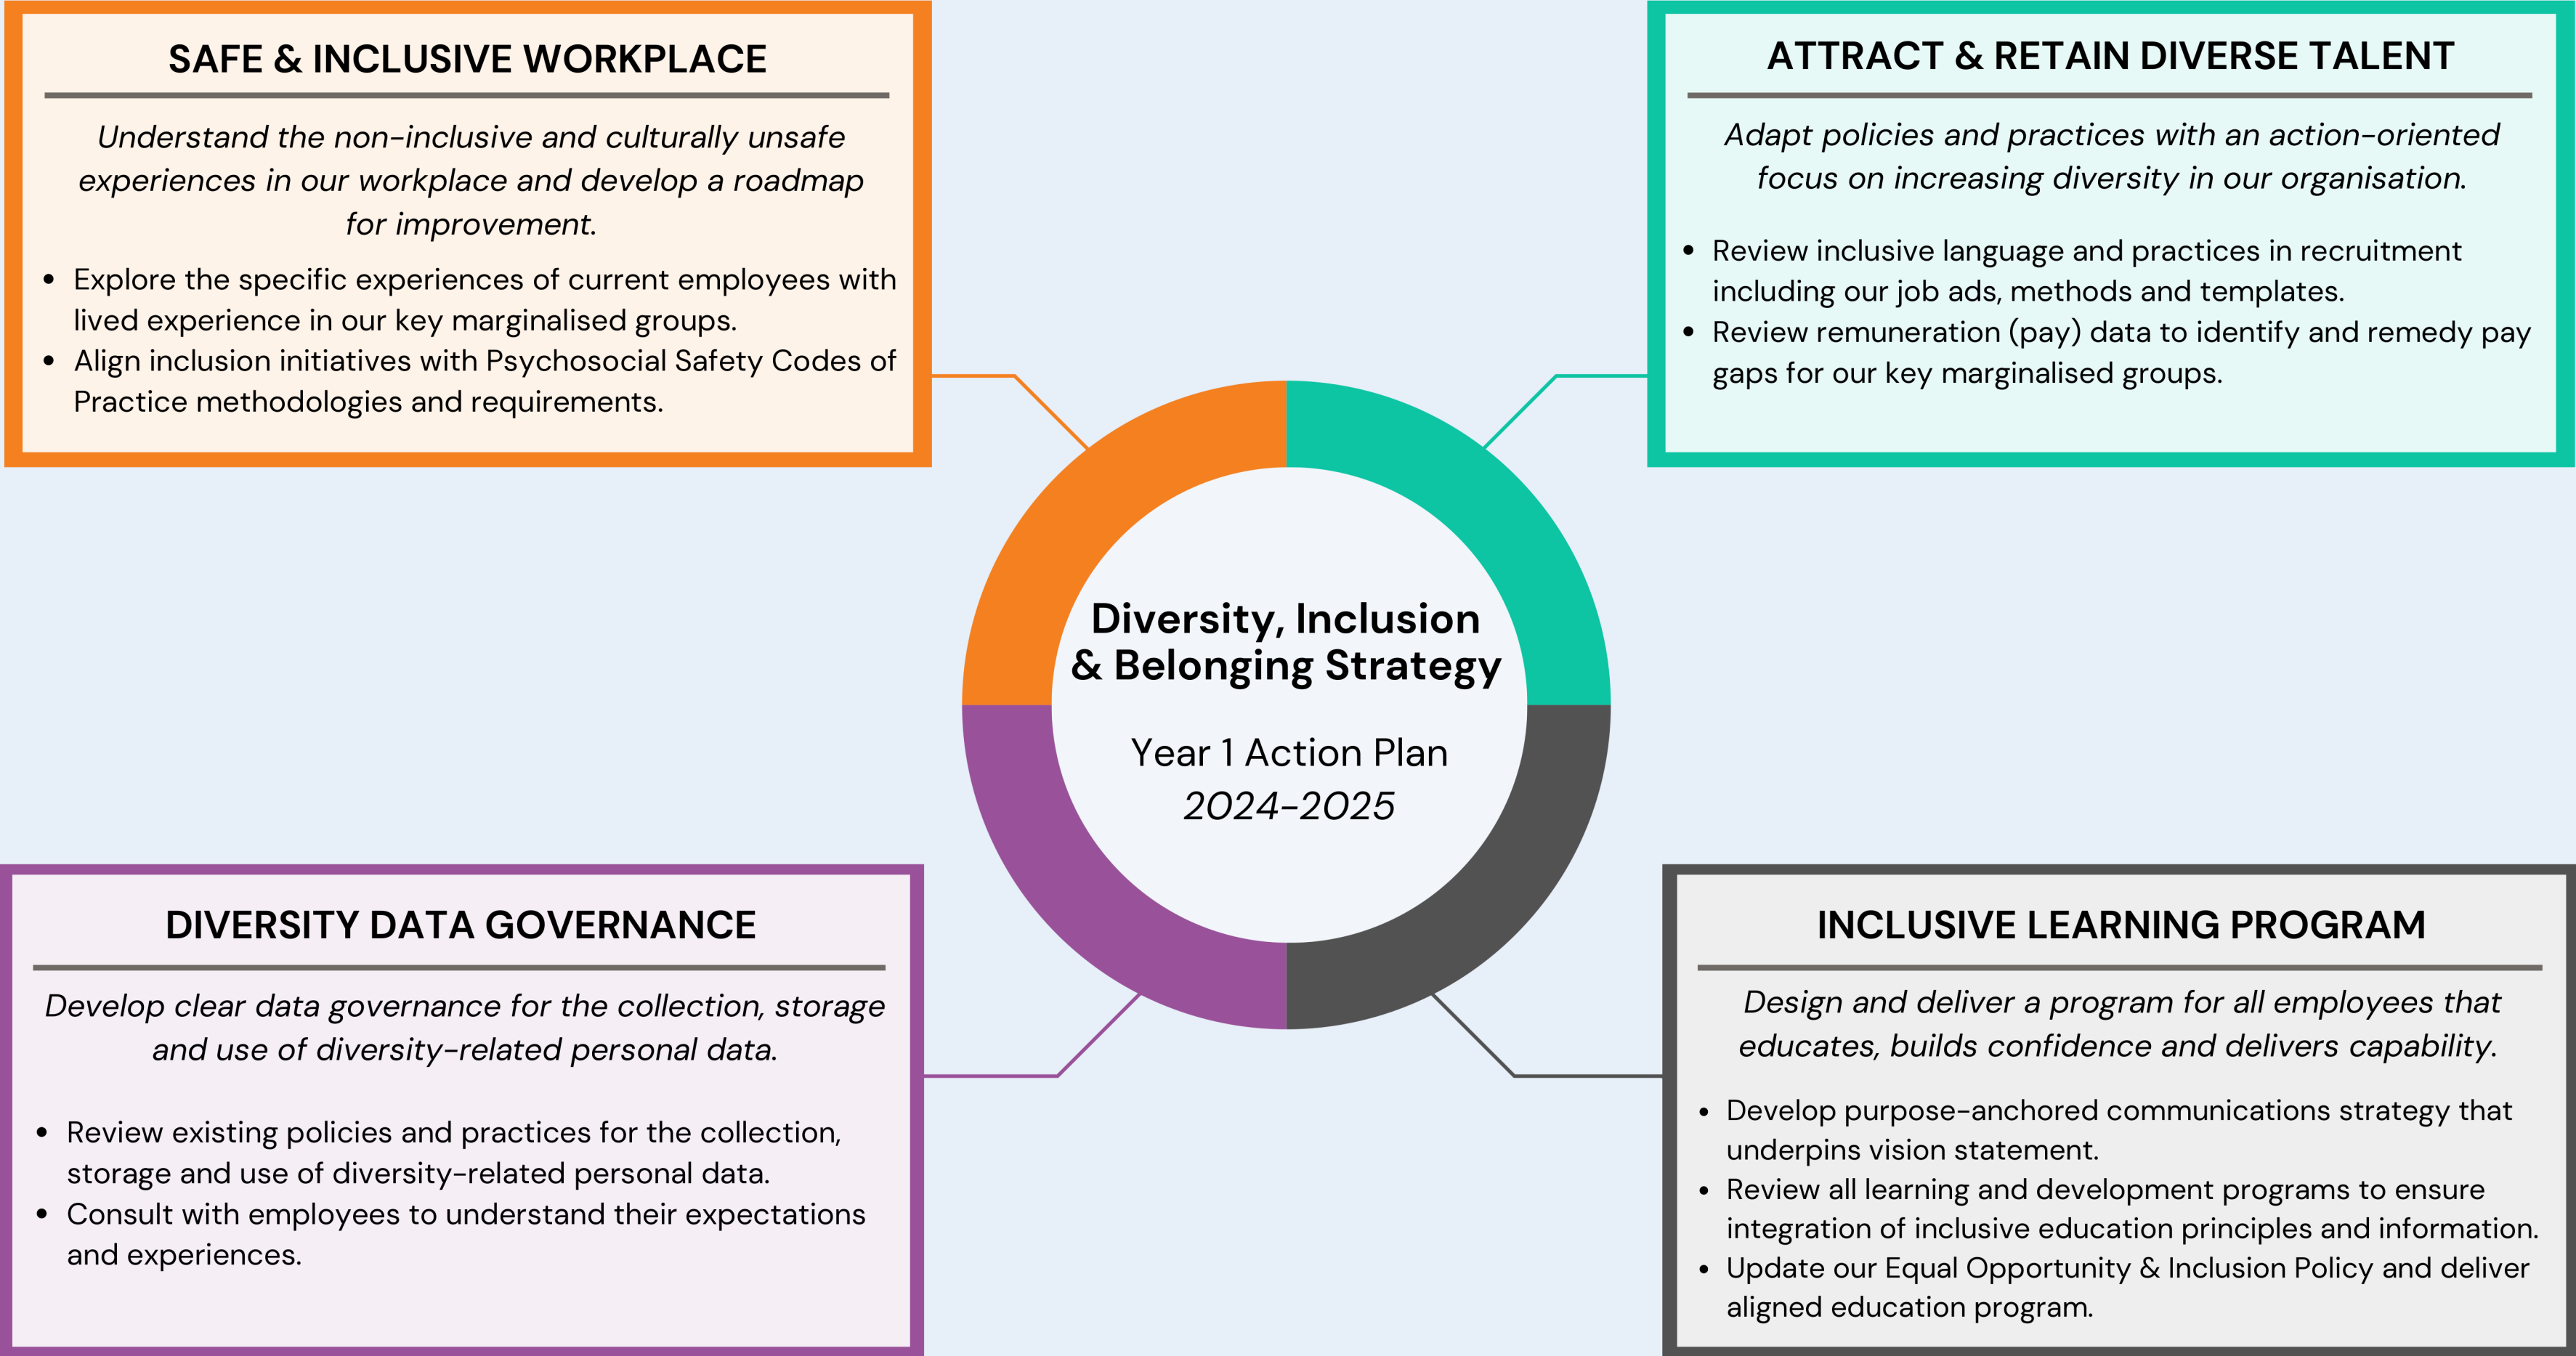 SAFE & INCLUSIVE WORKPLACE
Understand the non-inclusive and culturally unsafe
experiences in our workplace and develop a roadmap
for improvement.
• Explore the specific experiences of current employees with
lived experience in our key marginalised groups.
• Align inclusion initiatives with Psychosocial Safety Codes of
Practice methodologies and requirements.
ATTRACT & RETAIN DIVERSE TALENT
Adapt policies and practices with an action-oriented
focus on increasing diversity in our organisation.
• Review inclusive language and practices in recruitment
including our job ads, methods and templates.
• Review remuneration (pay) data to identify and remedy pay
gaps for our key marginalised groups.
Diversity, Inclusion
& Belonging Strategy
Year 1 Action Plan
2024-2025
DIVERSITY DATA GOVERNANCE
Develop clear data governance for the collection, storage
and use of diversity-related personal data.
• Review existing policies and practices for the collection,
storage and use of diversity-related personal data.
• Consult with employees to understand their expectations
and experiences.
INCLUSIVE LEARNING PROGRAM
Design and deliver a program for all employees that
educates, builds confidence and delivers capability.
• Develop purpose-anchored communications strategy that
underpins vision statement.
• Review all learning and development programs to ensure
integration of inclusive education principles and information.
• Update our Equal Opportunity & Inclusion Policy and deliver
aligned education program.